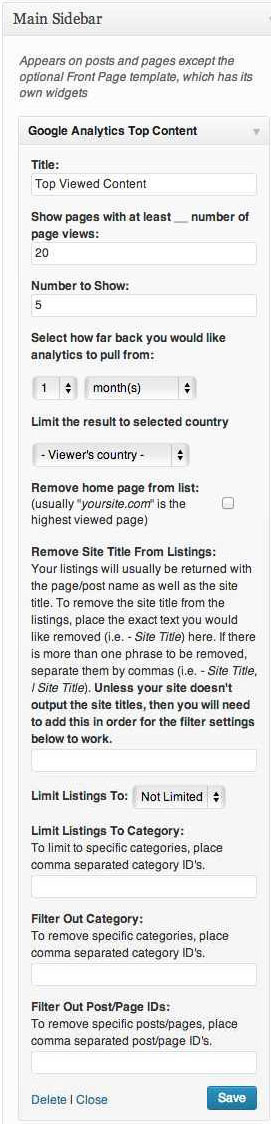 Main Sidebar
Appears on posts and pages except the
optional Front Page template, which has its
own widgets
Google Analytics Top Content
Title:
Top Viewed Content
Show pages with at least __ number of
page views:
20
Number to Show:
5
Select how far back you would like
analytics to pull from:
1 month(s)
Limit the result to selected country
- Viewer's country -
Remove home page from list:
(usually "yoursite.com" is the
highest viewed page)
Remove Site Title From Listings:
Your listings will usually be returned with
the page/post name as well as the site
title. To remove the site title from the
listings, place the exact text you would
like removed (i.e. - Site Title) here. If there
is more than one phrase to be removed,
separate them by commas (i.e. - Site Title,
| Site Title). Unless your site doesn't
output the site titles, then you will need
to add this in order for the filter settings
below to work.
Limit Listings To: Not Limited
Limit Listings To Category:
To limit to specific categories, place
comma separated category ID's.
Filter Out Category:
To remove specific categories, place
comma separated category ID's.
Filter Out Post/Page IDs:
To remove specific posts/pages, place
comma separated post/page ID's.
Delete | Close Save